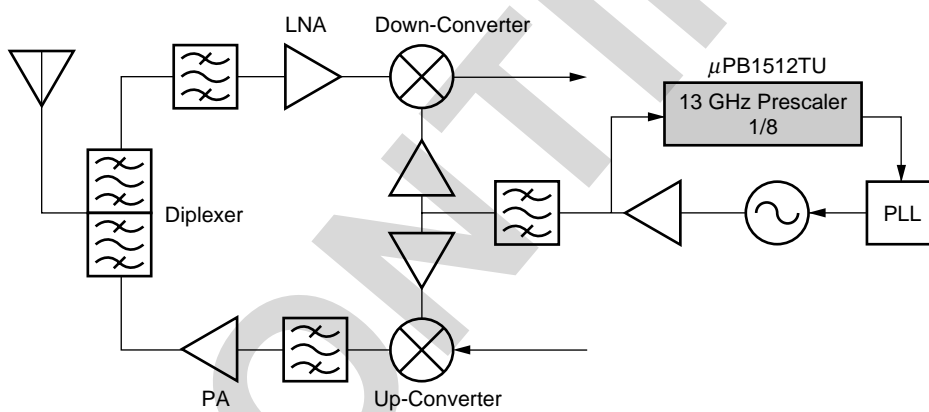 LNA
Down-Converter
μPB1512TU
13 GHz Prescaler
1/8
Diplexer
PLL
PA
Up-Converter